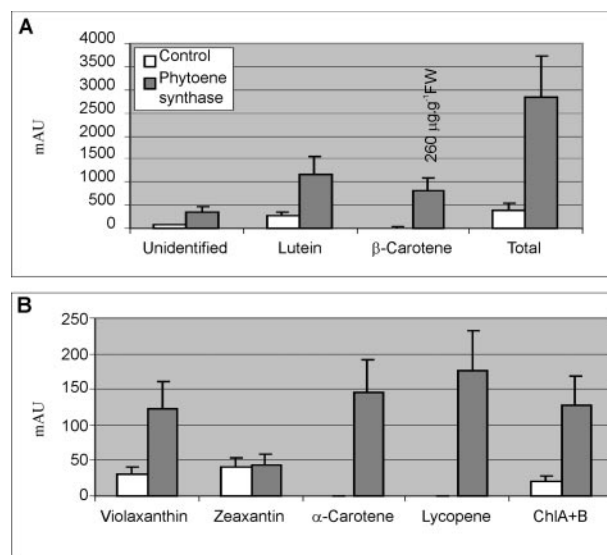 A
4000
3500
3000
2500
2000
1500
1000
500
0
mAU
Control
Phytoene
synthase
260 µg.g⁻¹FW
Unidentified Lutein β-Carotene Total
B
250
200
150
100
50
0
mAU
Violaxanthin Zeaxantin α-Carotene Lycopene ChlA+B